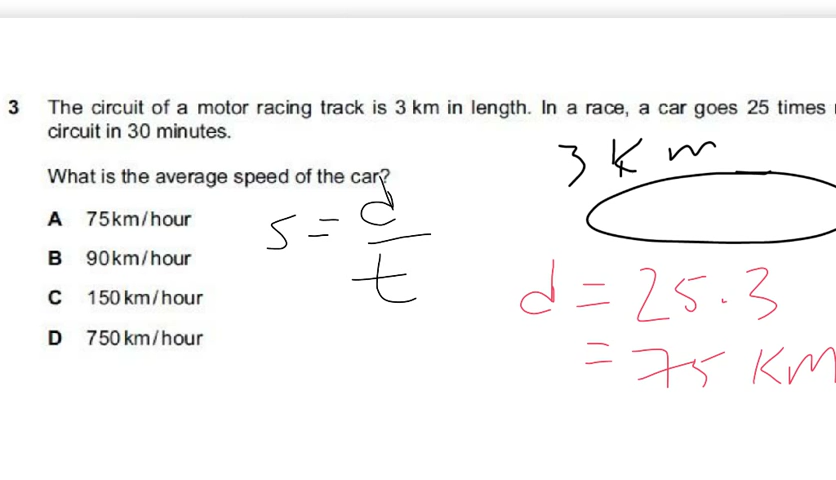 3 The circuit of a motor racing track is 3 km in length. In a race, a car goes 25 times
circuit in 30 minutes.
3 Km
What is the average speed of the car?
A 75 km/hour
B 90 km/hour
C 150 km/hour
D 750 km/hour
s = d/t
d = 25.3
= 75 KM